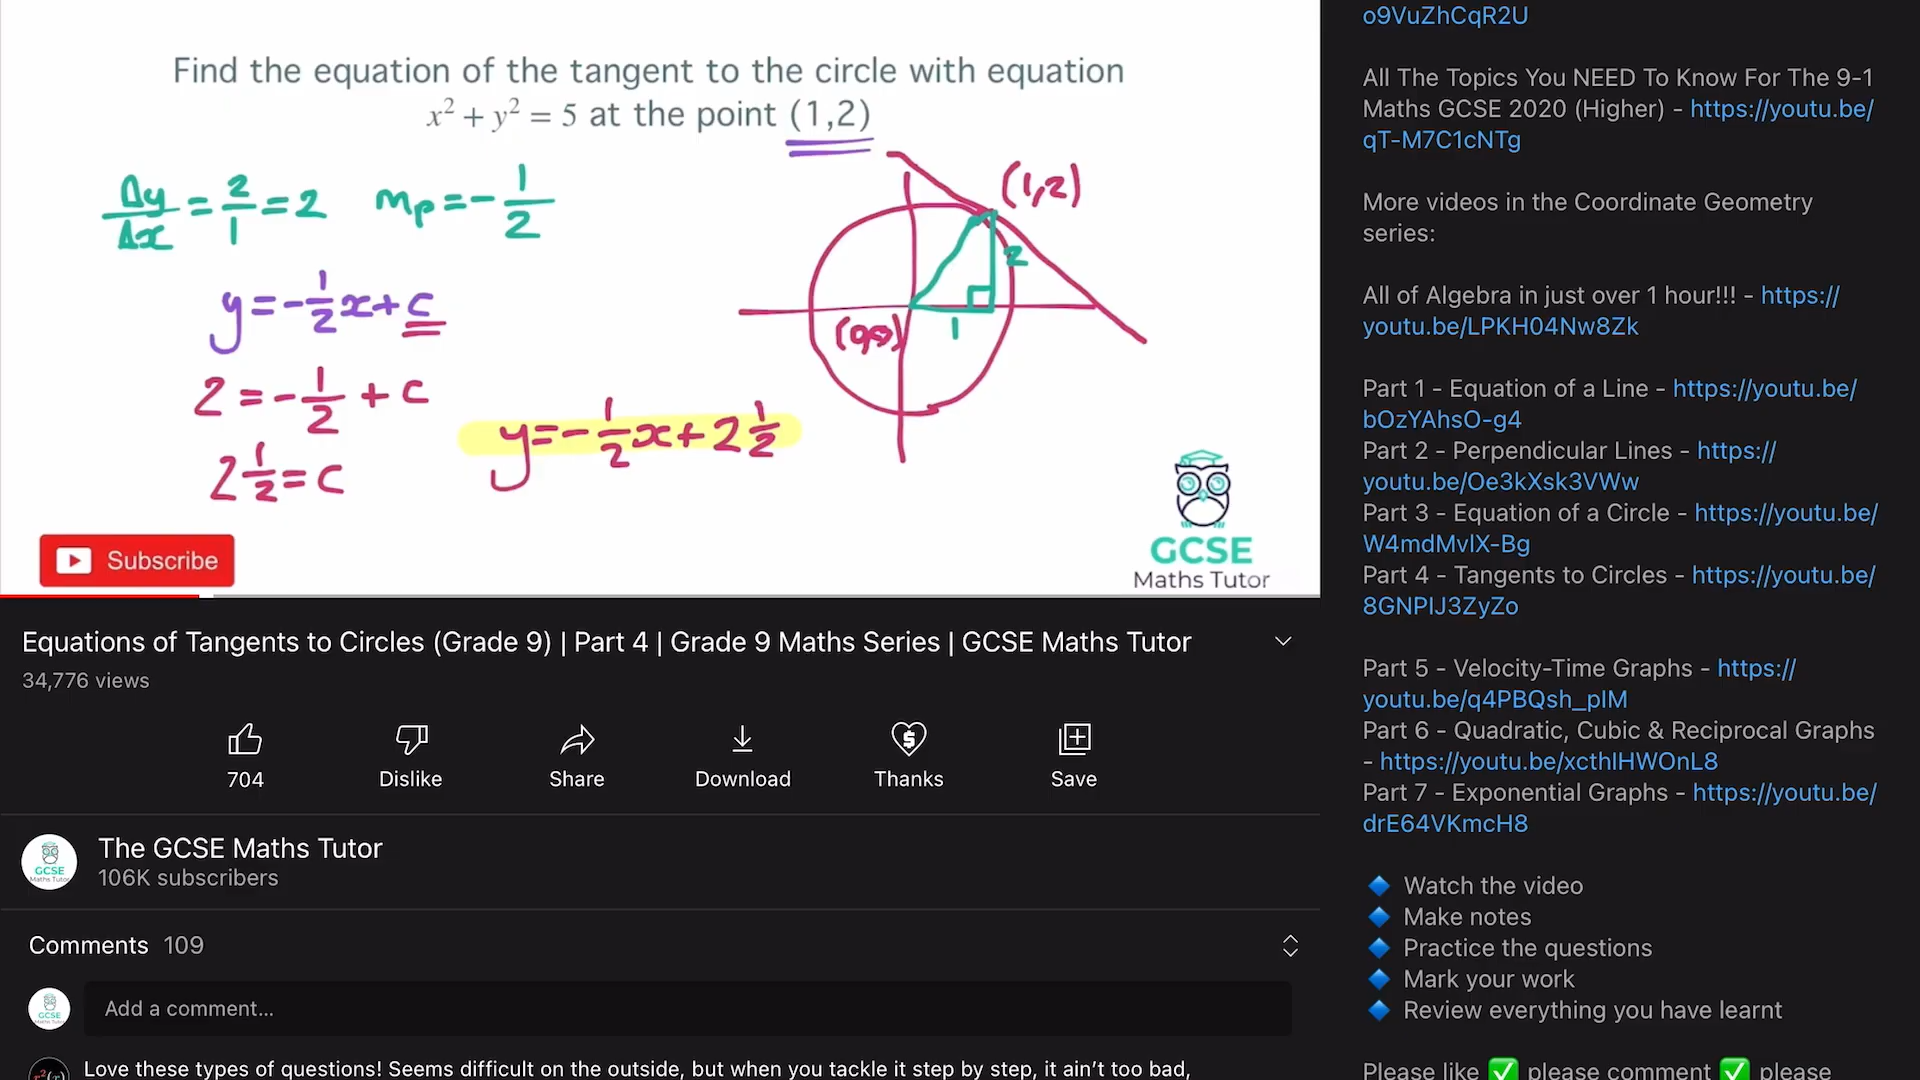 Find the equation of the tangent to the circle with equation
x² + y² = 5 at the point (1,2)
Δy/Δx = 2/1 = 2 mp = -1/2
y = -1/2x + c
2 = -1/2 + c
2 1/2 = c
y = -1/2x + 2 1/2
(1,2)
2
1
(0,0)
GCSE
Maths Tutor
Subscribe
Equations of Tangents to Circles (Grade 9) | Part 4 | Grade 9 Maths Series | GCSE Maths Tutor
34,776 views
704
Dislike
Share
Download
Thanks
Save
GCSE
Maths Tutor
The GCSE Maths Tutor
106K subscribers
Comments 109
GCSE
Add a comment...
Love these types of questions! Seems difficult on the outside, but when you tackle it step by step, it ain't too bad,
o9VuZhCqR2U
All The Topics You NEED To Know For The 9-1
Maths GCSE 2020 (Higher) - https://youtu.be/
qT-M7C1cNTg
More videos in the Coordinate Geometry
series:
All of Algebra in just over 1 hour!!! - https://
youtu.be/LPKH04Nw8Zk
Part 1 - Equation of a Line - https://youtu.be/
bOzYAhsO-g4
Part 2 - Perpendicular Lines - https://
youtu.be/Oe3kXsk3VWw
Part 3 - Equation of a Circle - https://youtu.be/
W4mdMvlX-Bg
Part 4 - Tangents to Circles - https://youtu.be/
8GNPIJ3ZyZo
Part 5 - Velocity-Time Graphs - https://
youtu.be/q4PBQsh_pIM
Part 6 - Quadratic, Cubic & Reciprocal Graphs
- https://youtu.be/xcthIHWOnL8
Part 7 - Exponential Graphs - https://youtu.be/
drE64VKmcH8
Watch the video
Make notes
Practice the questions
Mark your work
Review everything you have learnt
Please like ✅ please comment ✅ please